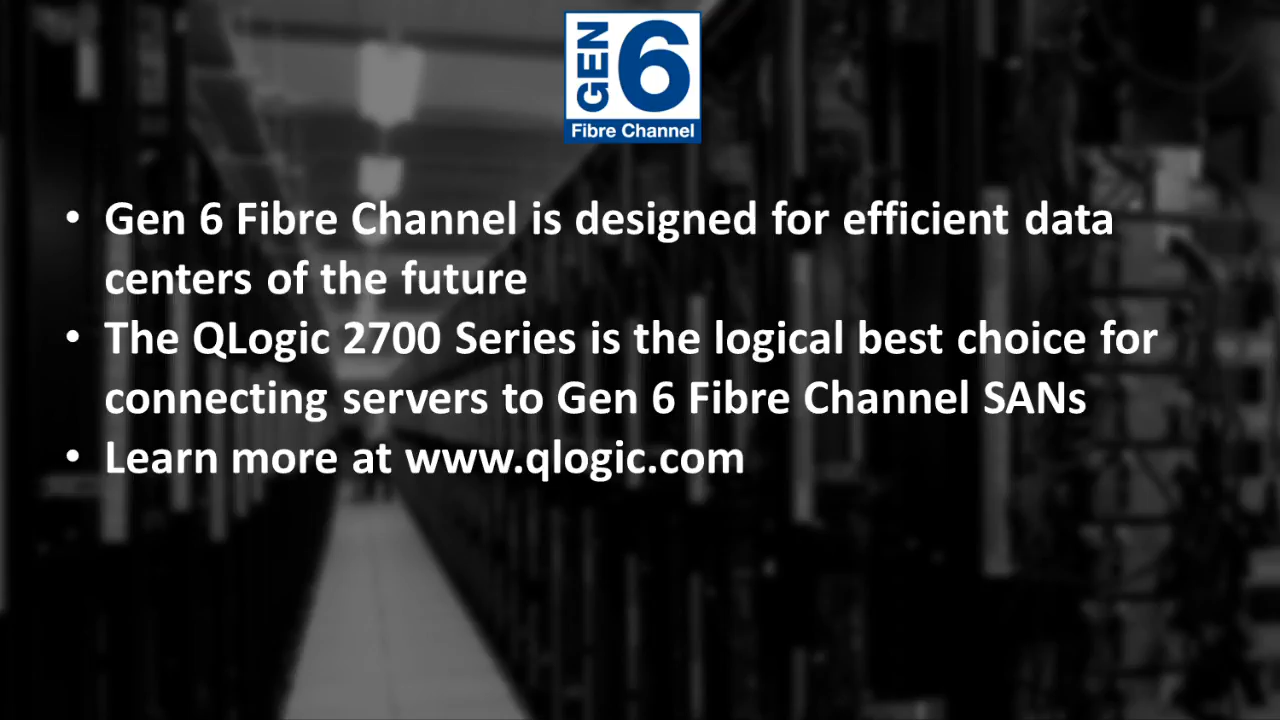 GEN 6
Fibre Channel
• Gen 6 Fibre Channel is designed for efficient data
centers of the future
• The QLogic 2700 Series is the logical best choice for
connecting servers to Gen 6 Fibre Channel SANs
• Learn more at www.qlogic.com